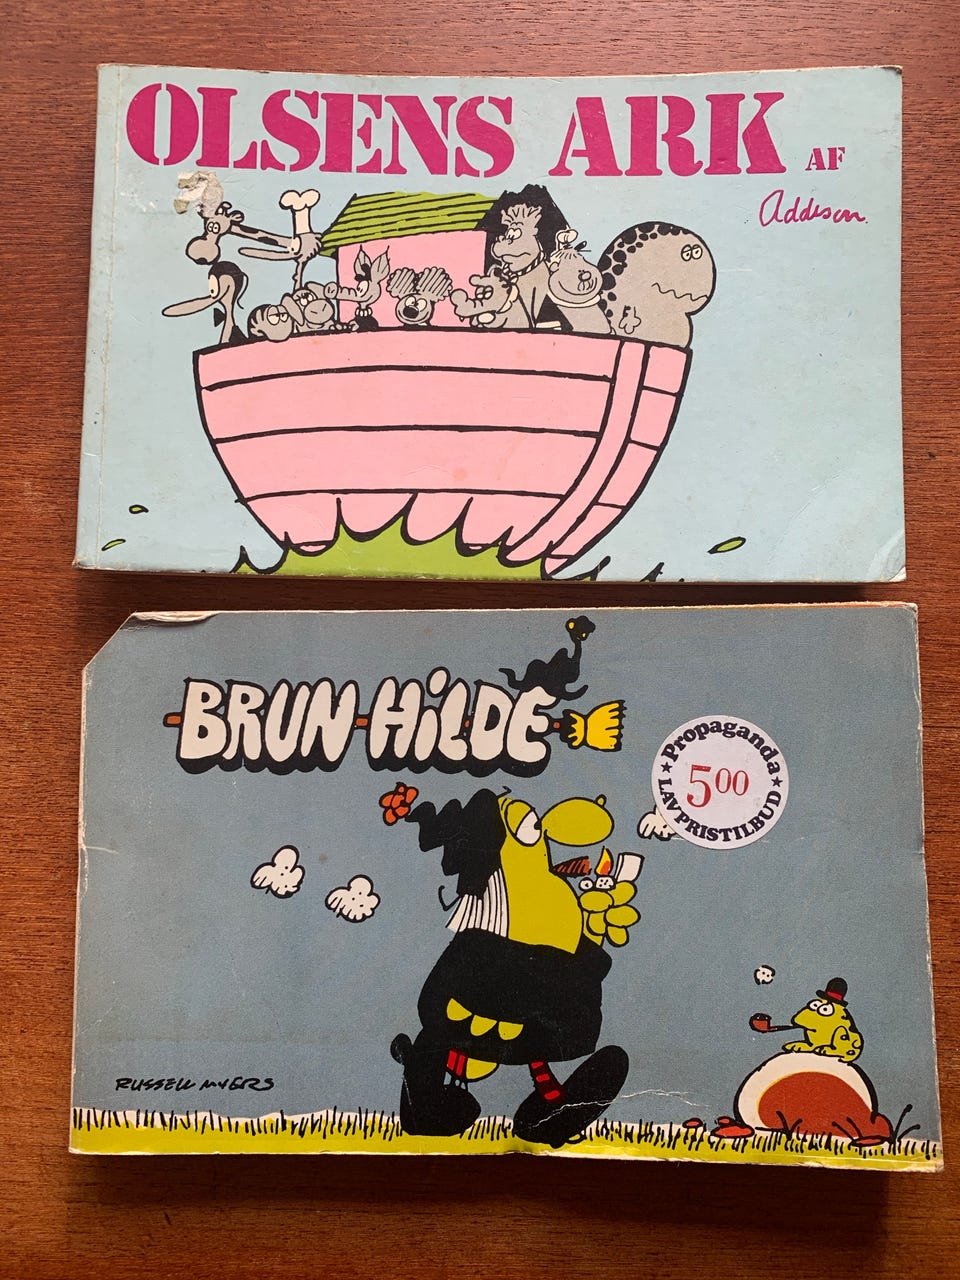 OLSENS ARK AF
Addison
BRUN-HiLDE
Propaganda
5.00
LAVPRISTILBUD
RUSSELL MYERS